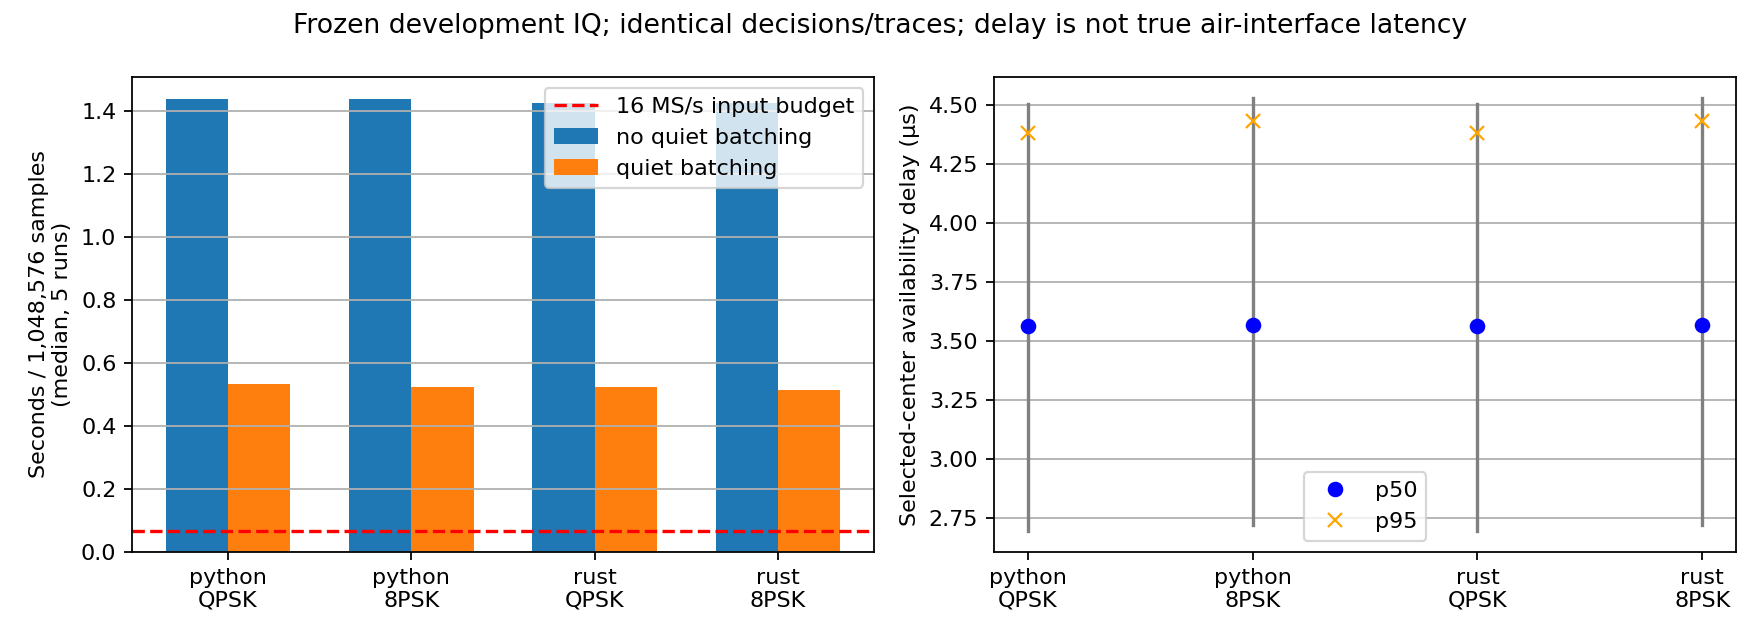 Frozen development IQ; identical decisions/traces; delay is not true air-interface latency
Seconds / 1,048,576 samples
(median, 5 runs)
1.4
1.2
1.0
0.8
0.6
0.4
0.2
0.0
16 MS/s input budget
no quiet batching
quiet batching
python
QPSK
python
8PSK
rust
QPSK
rust
8PSK
Selected-center availability delay (µs)
4.50
4.25
4.00
3.75
3.50
3.25
3.00
2.75
p50
p95
python
QPSK
python
8PSK
rust
QPSK
rust
8PSK